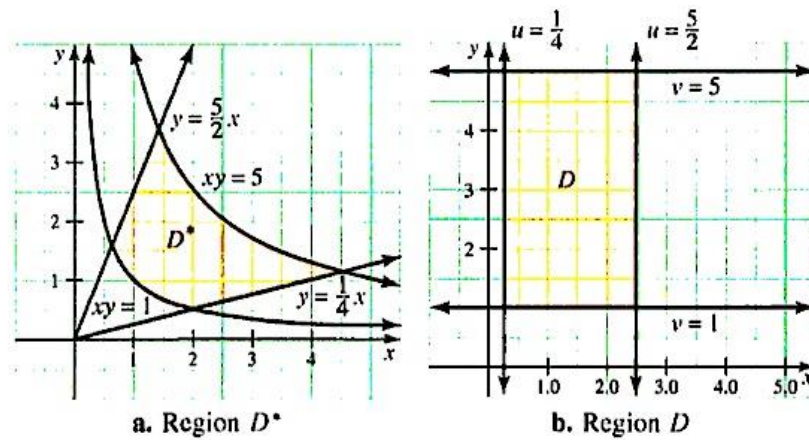 y
4
3
2
1
y = 5/2 x
xy = 5
D*
xy = 1
y = 1/4 x
1
2
3
4
x
a. Region D*
u = 1/4
u = 5/2
y
v = 5
4
D
3
2
v = 1
1.0
2.0
3.0
4.0
5.0
x
b. Region D